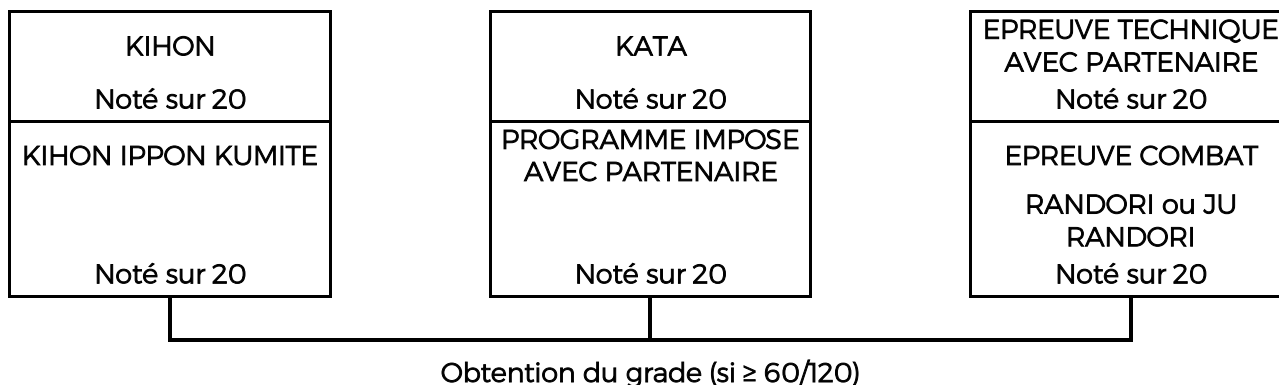 KIHON
Noté sur 20
KIHON IPPON KUMITE
Noté sur 20
KATA
Noté sur 20
PROGRAMME IMPOSE
AVEC PARTENAIRE
Noté sur 20
EPREUVE TECHNIQUE
AVEC PARTENAIRE
Noté sur 20
EPREUVE COMBAT
RANDORI ou JU
RANDORI
Noté sur 20
Obtention du grade (si ≥ 60/120)